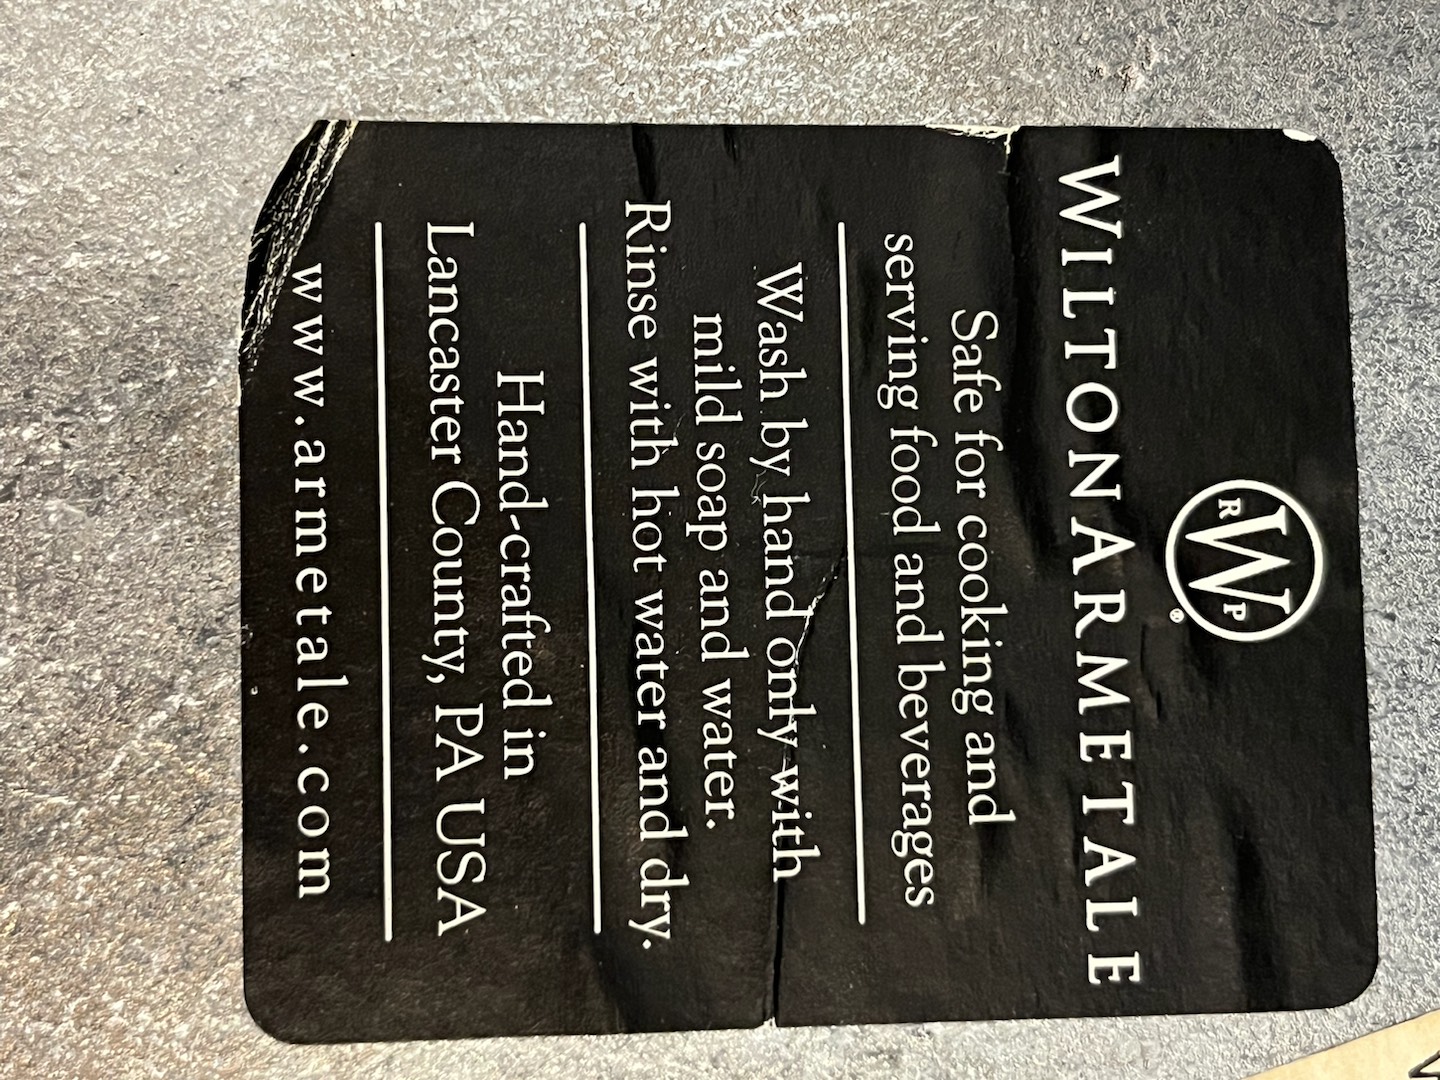 RWP®
WILTON ARMETALE
Safe for cooking and
serving food and beverages
Wash by hand only with
mild soap and water.
Rinse with hot water and dry.
Hand-crafted in
Lancaster County, PA USA
www.armetale.com